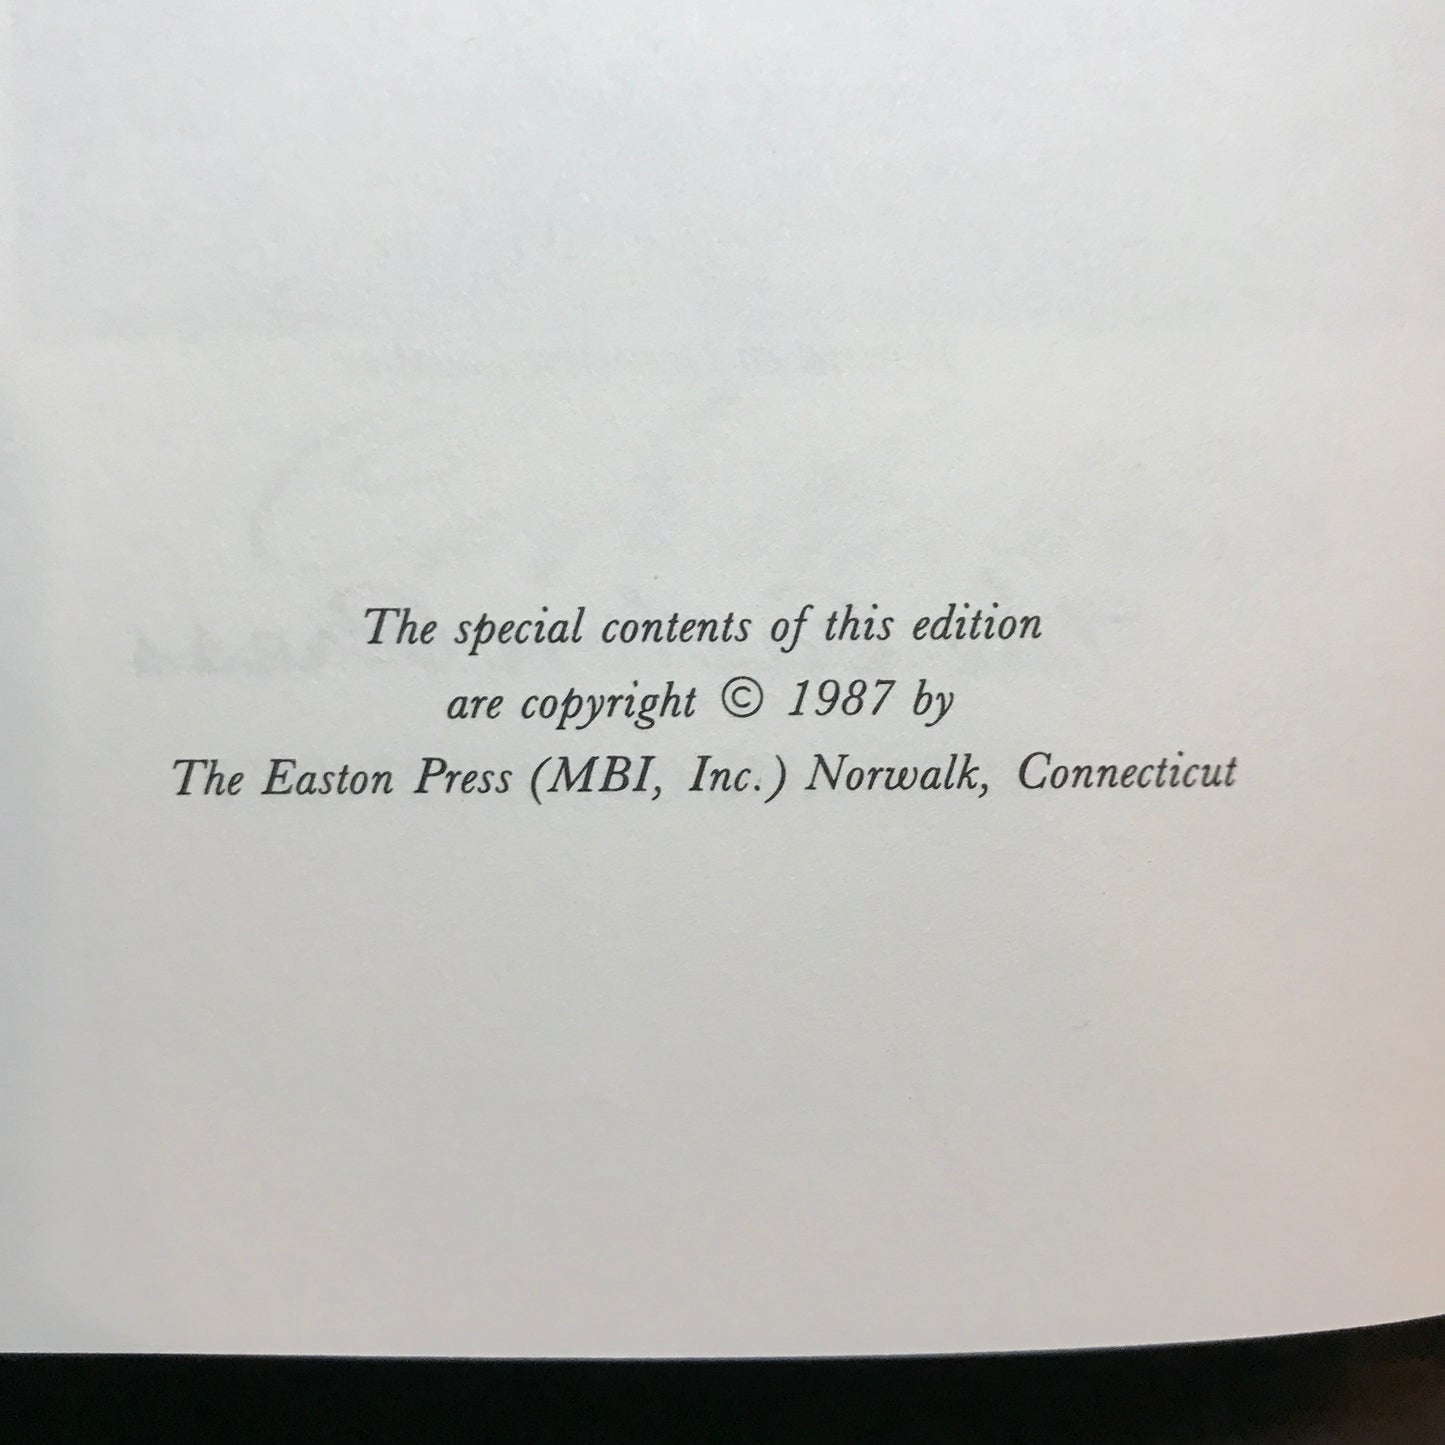 The special contents of this edition
are copyright © 1987 by
The Easton Press (MBI, Inc.) Norwalk, Connecticut